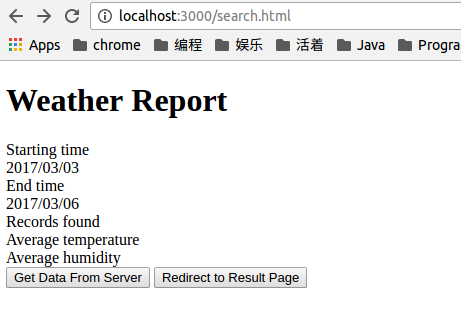 localhost:3000/search.html
Apps chrome 编程 娱乐 活着 Java Progra
Weather Report
Starting time
2017/03/03
End time
2017/03/06
Records found
Average temperature
Average humidity
Get Data From Server Redirect to Result Page